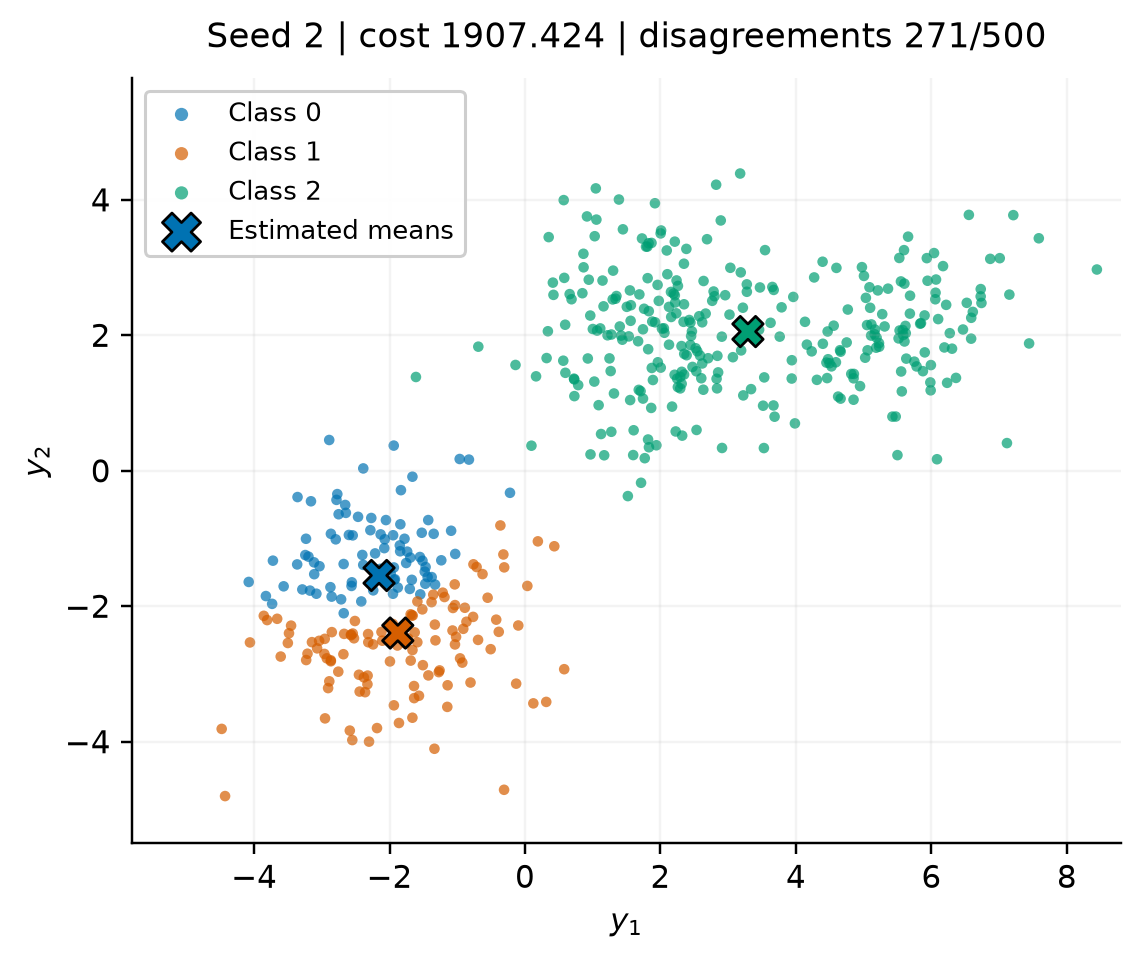 Seed 2 | cost 1907.424 | disagreements 271/500
Class 0
Class 1
Class 2
Estimated means
4
2
0
−2
−4
y₂
−4
−2
0
2
4
6
8
y₁